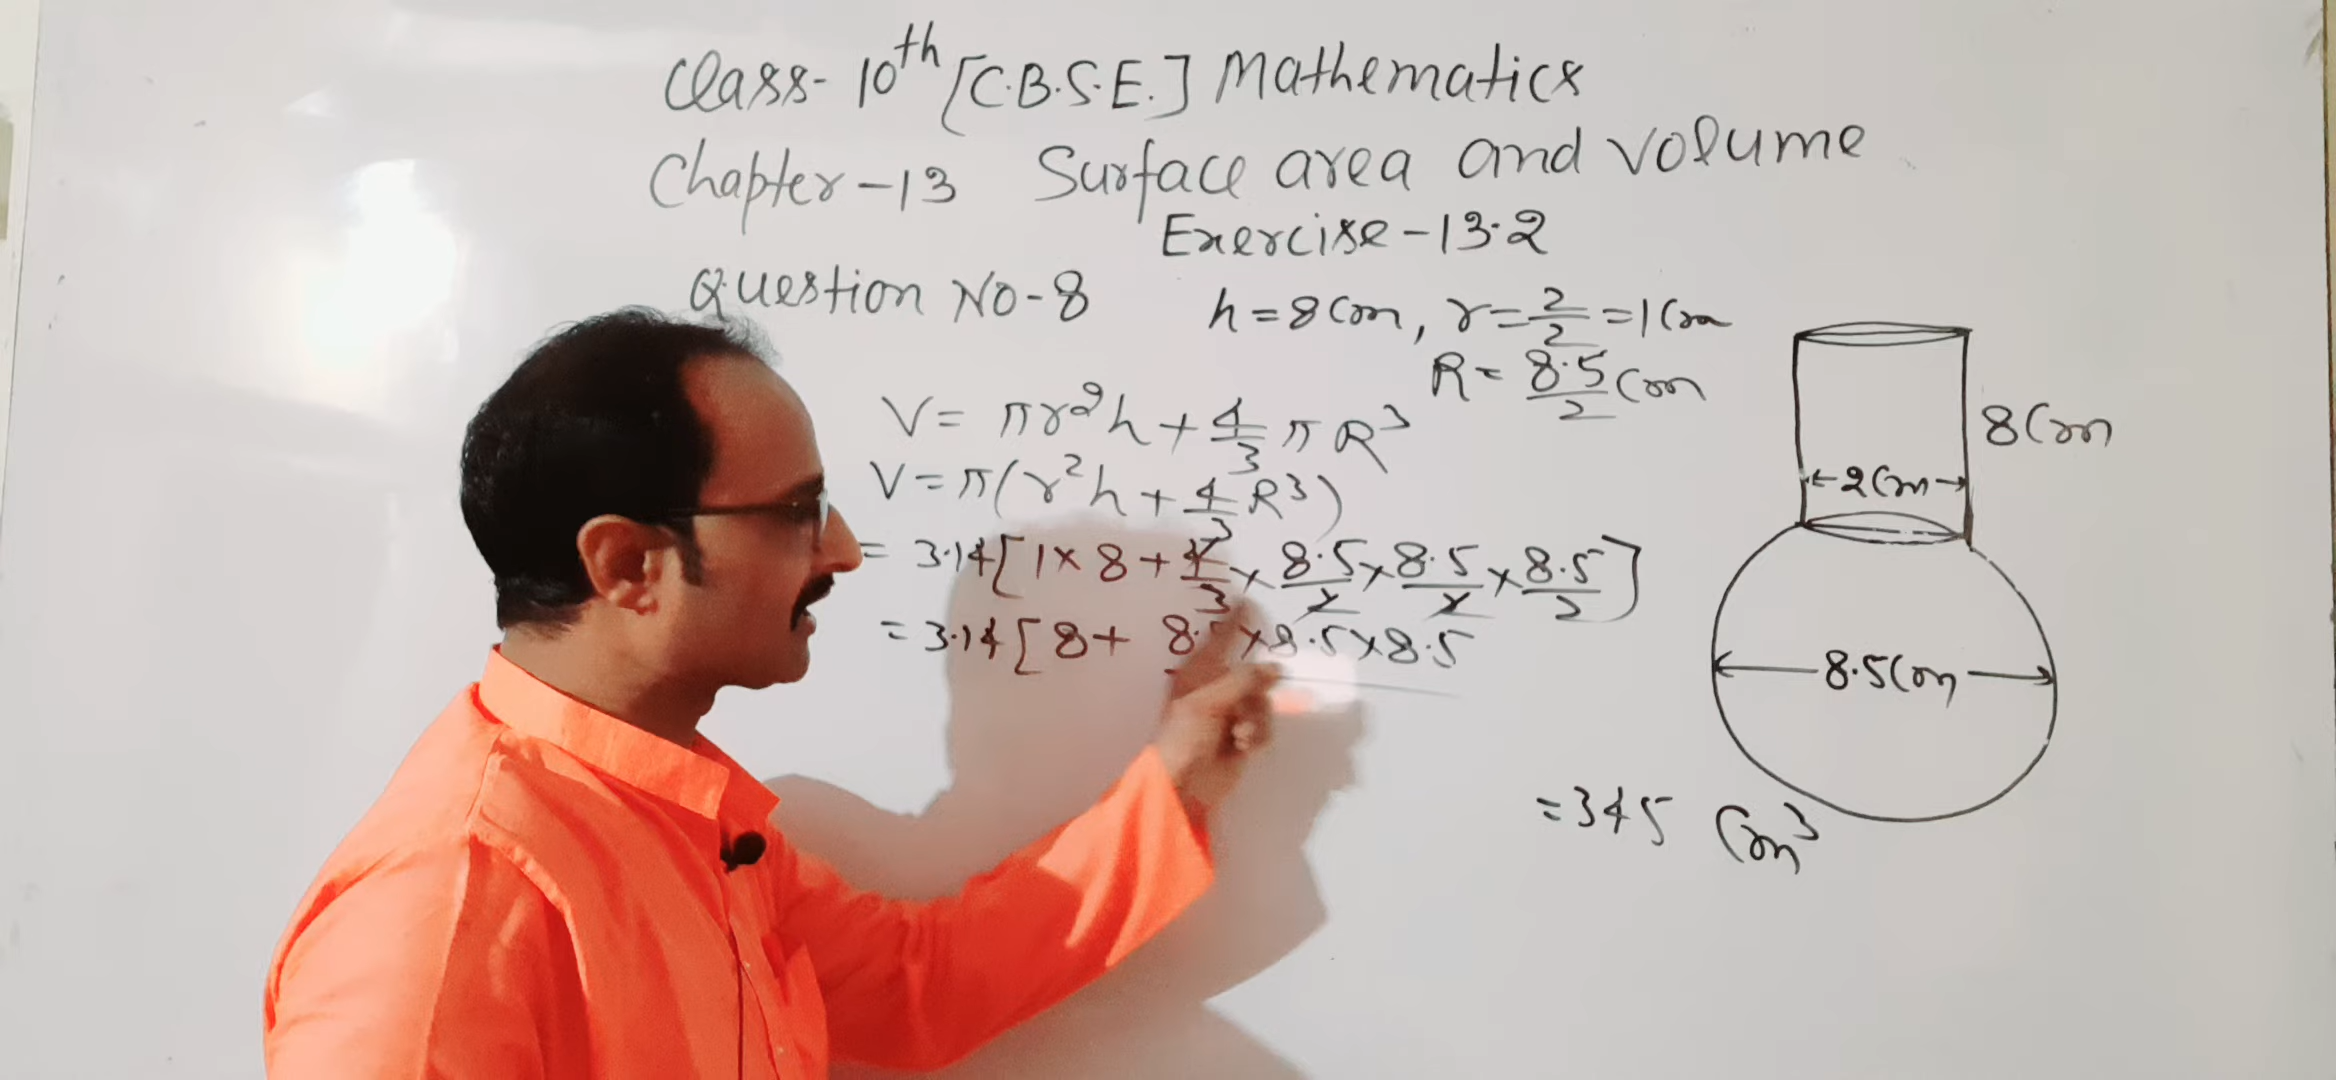 Class- 10th [C.B.S.E.] Mathematics
Chapter-13 Surface area and volume
Exercise-13.2
Question No-8
h=8cm, r=2/2=1cm
R=8.5/2 cm
V= πr²h+4/3 πR³
V=π(r²h+4/3R³)
= 3.14[1×8+4/3×8.5/2×8.5/2×8.5/2]
=3.14[8+ 8.5×8.5×8.5
8cm
2cm
8.5cm
=345 cm³